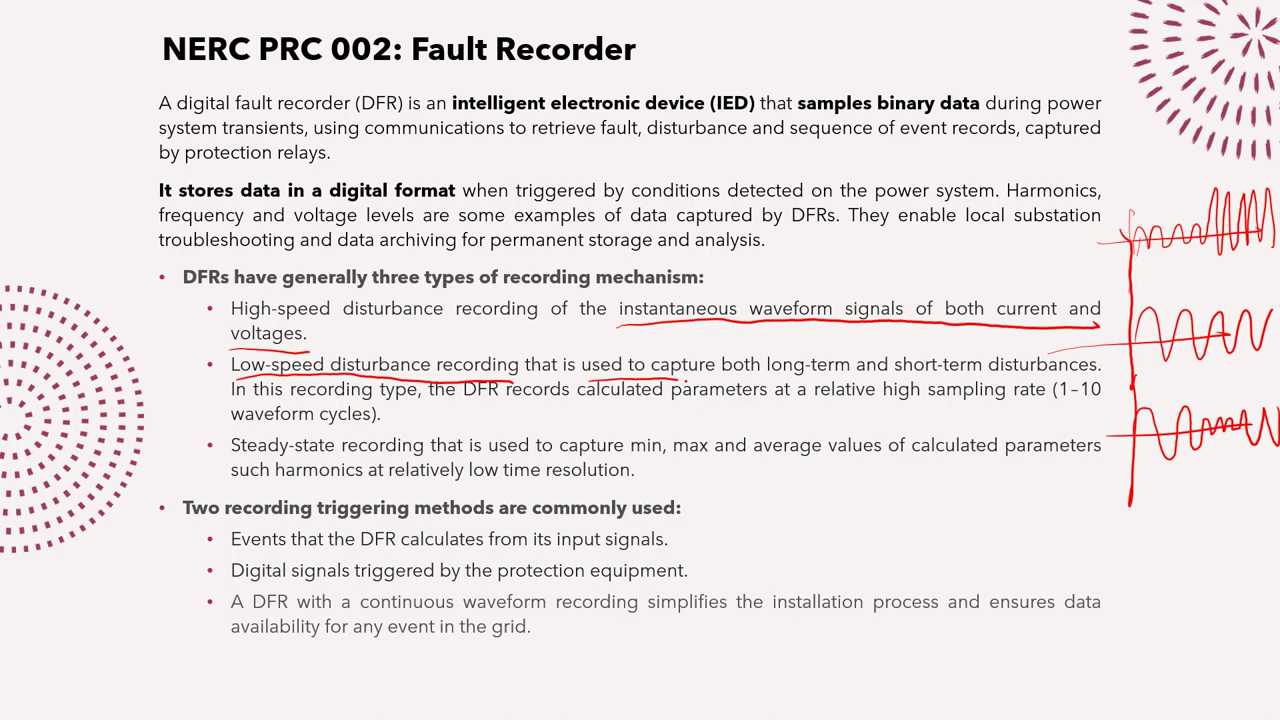 NERC PRC 002: Fault Recorder
A digital fault recorder (DFR) is an intelligent electronic device (IED) that samples binary data during power
system transients, using communications to retrieve fault, disturbance and sequence of event records, captured
by protection relays.
It stores data in a digital format when triggered by conditions detected on the power system. Harmonics,
frequency and voltage levels are some examples of data captured by DFRs. They enable local substation
troubleshooting and data archiving for permanent storage and analysis.
• DFRs have generally three types of recording mechanism:
• High-speed disturbance recording of the instantaneous waveform signals of both current and
voltages.
• Low-speed disturbance recording that is used to capture both long-term and short-term disturbances.
In this recording type, the DFR records calculated parameters at a relative high sampling rate (1–10
waveform cycles).
• Steady-state recording that is used to capture min, max and average values of calculated parameters
such harmonics at relatively low time resolution.
• Two recording triggering methods are commonly used:
• Events that the DFR calculates from its input signals.
• Digital signals triggered by the protection equipment.
• A DFR with a continuous waveform recording simplifies the installation process and ensures data
availability for any event in the grid.